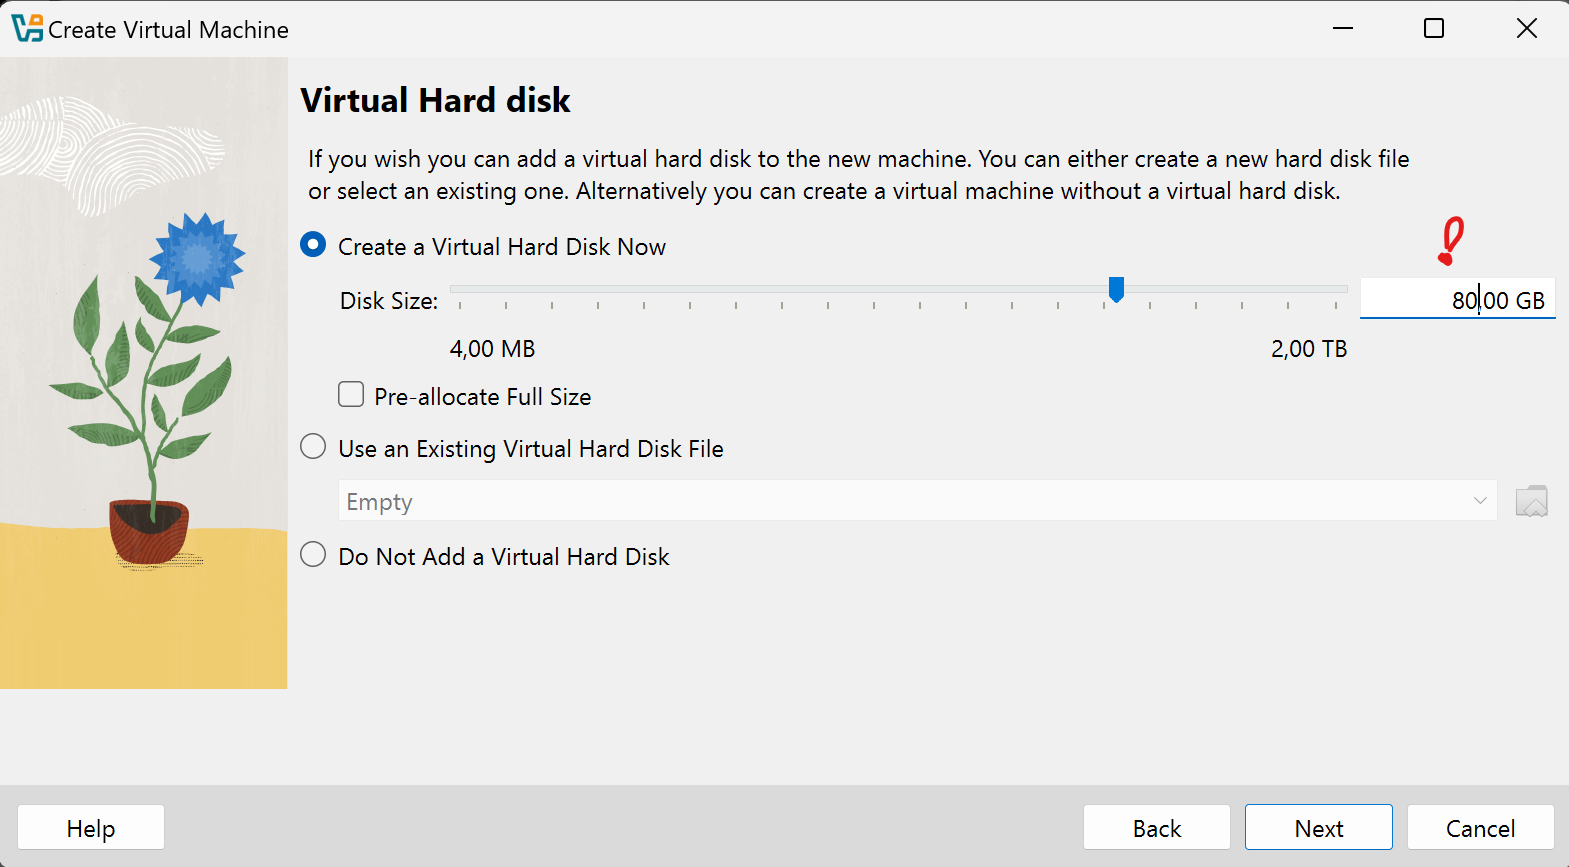 Create Virtual Machine
Virtual Hard disk
If you wish you can add a virtual hard disk to the new machine. You can either create a new hard disk file
or select an existing one. Alternatively you can create a virtual machine without a virtual hard disk.
Create a Virtual Hard Disk Now
!
Disk Size:
80,00 GB
4,00 MB
2,00 TB
Pre-allocate Full Size
Use an Existing Virtual Hard Disk File
Empty
Do Not Add a Virtual Hard Disk
Help
Back
Next
Cancel